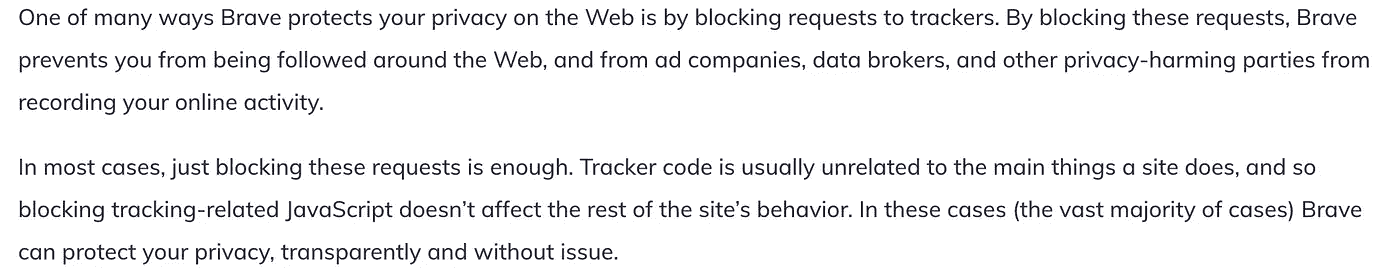 One of many ways Brave protects your privacy on the Web is by blocking requests to trackers. By blocking these requests, Brave
prevents you from being followed around the Web, and from ad companies, data brokers, and other privacy-harming parties from
recording your online activity.
In most cases, just blocking these requests is enough. Tracker code is usually unrelated to the main things a site does, and so
blocking tracking-related JavaScript doesn’t affect the rest of the site’s behavior. In these cases (the vast majority of cases) Brave
can protect your privacy, transparently and without issue.